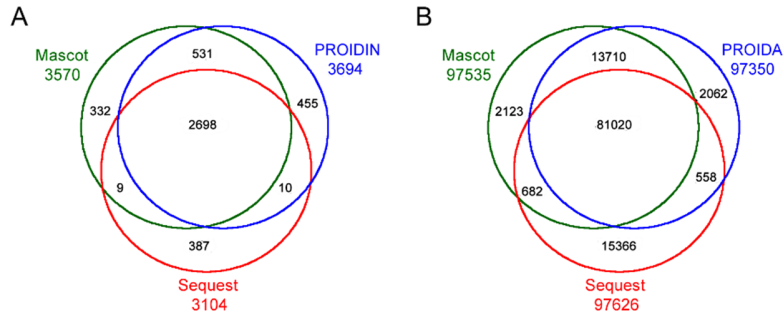 A
B
Mascot
3570
531
PROIDIN
3694
332
455
2698
9
10
387
Sequest
3104
Mascot
97535
13710
PROIDA
97350
2123
2062
81020
682
558
15366
Sequest
97626